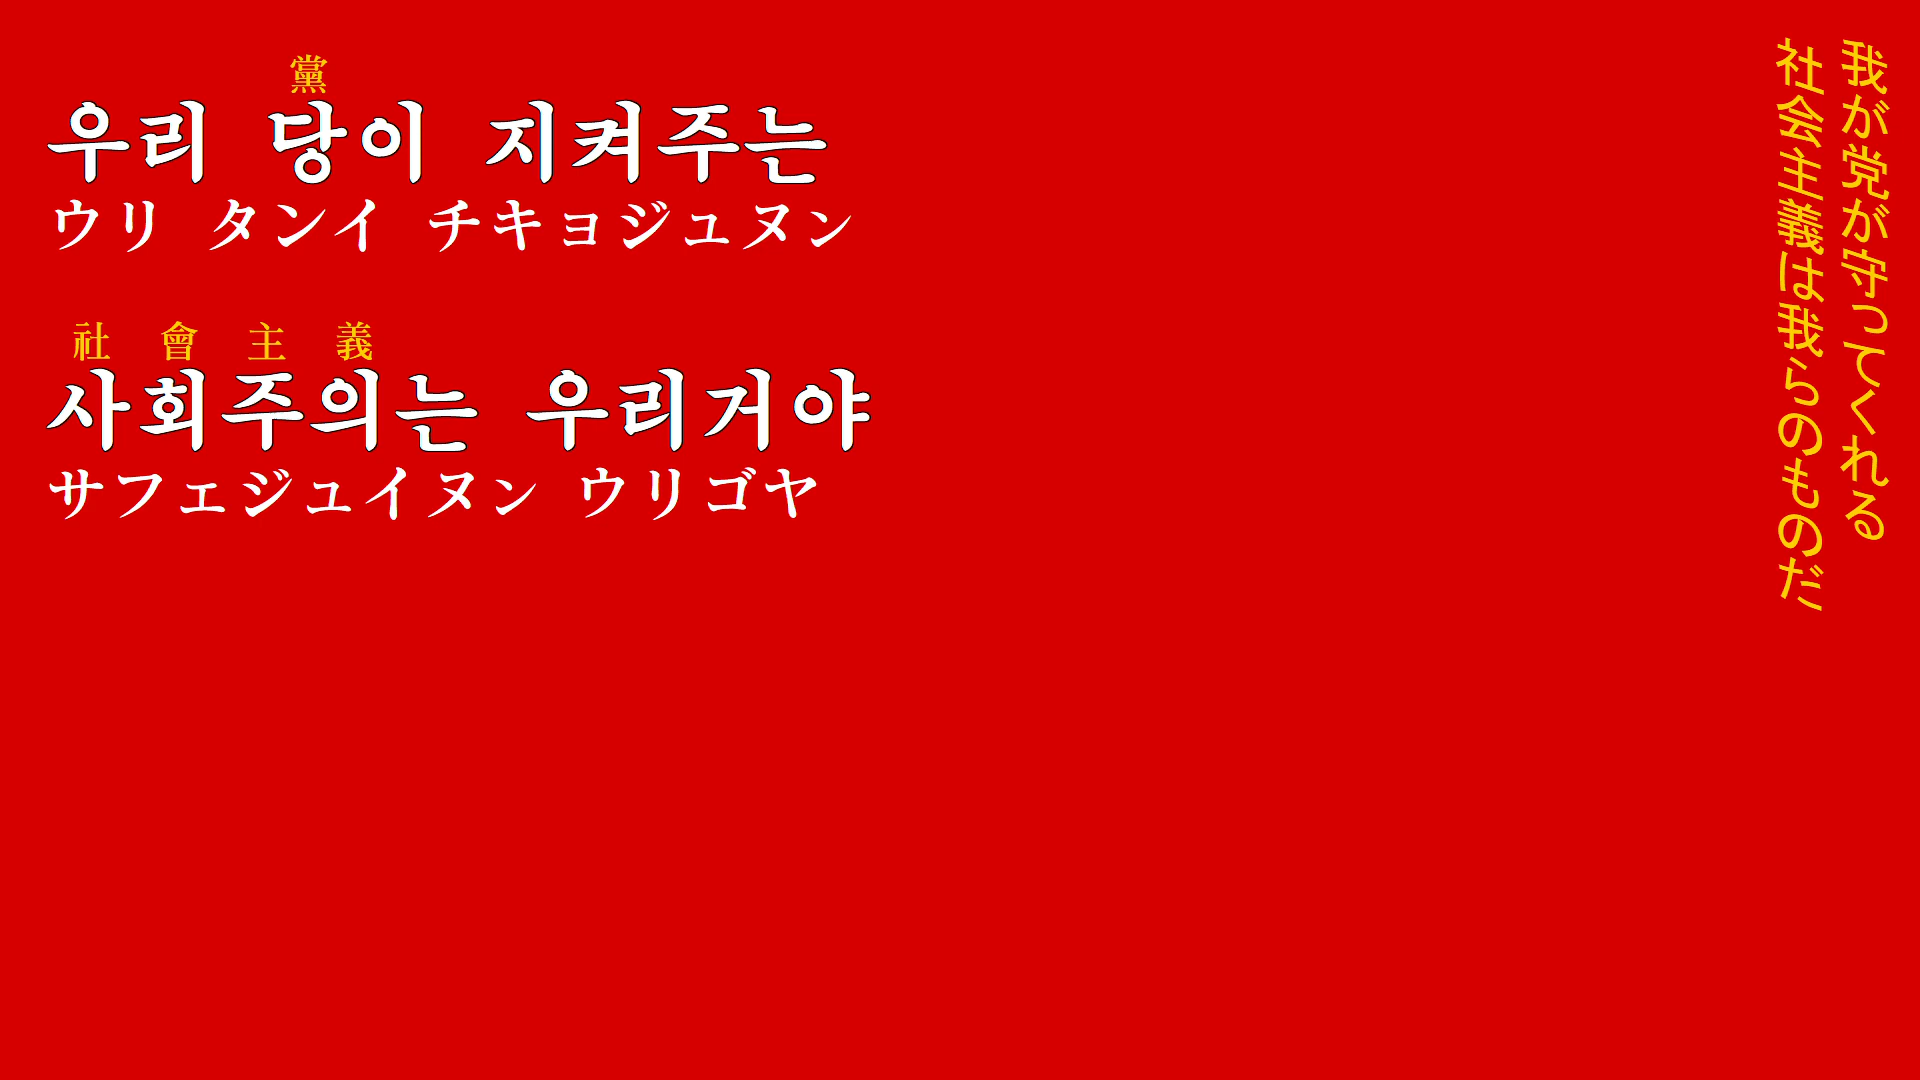 黨
우리 당이 지켜주는
ウリ タンイ チキョジュヌン
社會主義
사회주의는 우리거야
サフェジュイヌン ウリゴヤ
我が党が守ってくれる
社会主義は我らのものだ